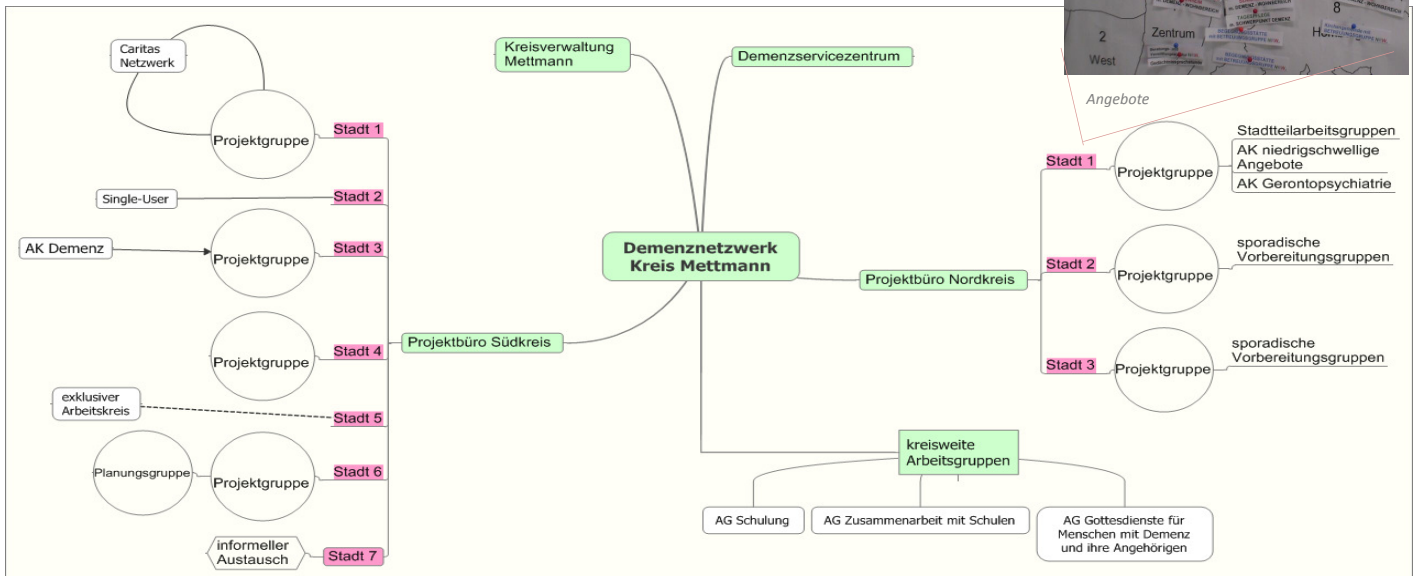 Caritas
Netzwerk
Projektgruppe
Stadt 1
Single-User
Stadt 2
AK Demenz
Projektgruppe
Stadt 3
Projektgruppe
Stadt 4
exklusiver
Arbeitskreis
Stadt 5
Planungsgruppe
Projektgruppe
Stadt 6
informeller
Austausch
Stadt 7
Projektbüro Südkreis
Kreisverwaltung
Mettmann
Demenzservicezentrum
Demenznetzwerk
Kreis Mettmann
Projektbüro Nordkreis
2
West
Zentrum
8
Angebote
Stadt 1
Projektgruppe
Stadtteilarbeitsgruppen
AK niedrigschwellige
Angebote
AK Gerontopsychiatrie
Stadt 2
Projektgruppe
sporadische
Vorbereitungsgruppen
Stadt 3
Projektgruppe
sporadische
Vorbereitungsgruppen
kreisweite
Arbeitsgruppen
AG Schulung
AG Zusammenarbeit mit Schulen
AG Gottesdienste für
Menschen mit Demenz
und ihre Angehörigen